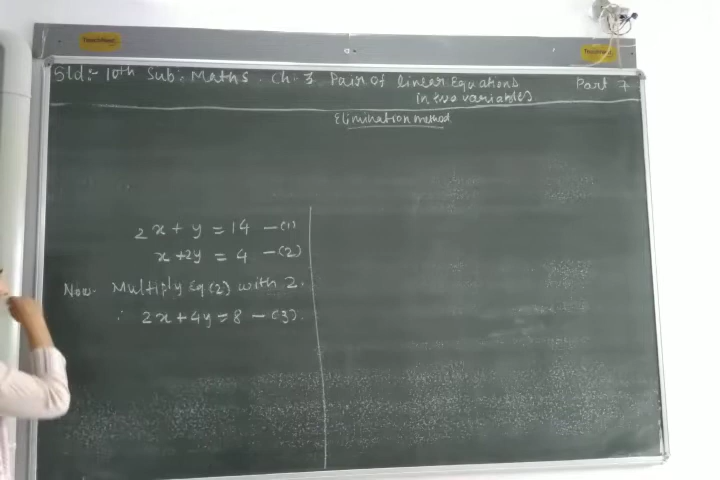 Std:- 10th Sub: Maths. Ch: 3. Pair of linear Equations
in two variables.
Part 7
Elimination method
2x + y = 14 — (1)
x + 2y = 4 — (2)
Now. Multiply Eq (2) with 2.
∴ 2x + 4y = 8 — (3).